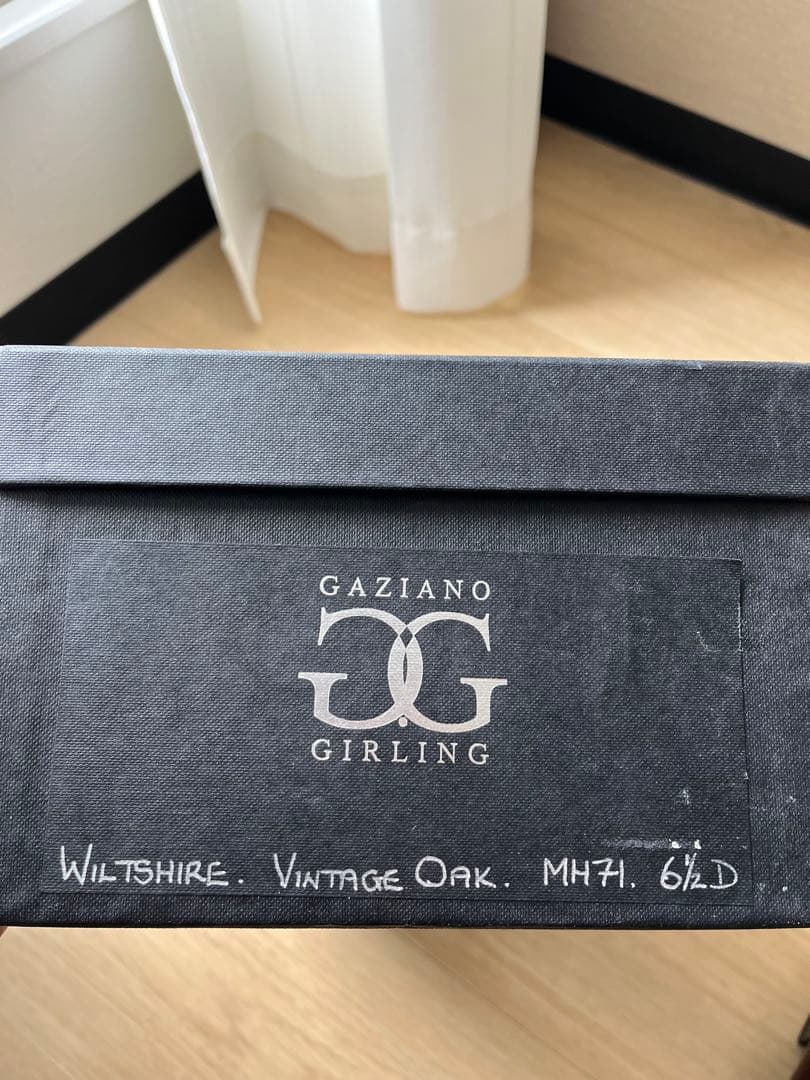 GAZIANO
GG
GIRLING
WILTSHIRE. VINTAGE OAK. MH71. 6½D